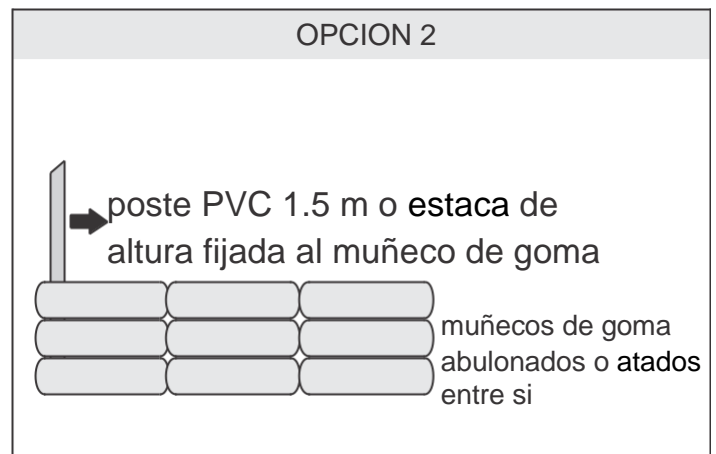 OPCION 2
poste PVC 1.5 m o estaca de
altura fijada al muñeco de goma
muñecos de goma
abulonados o atados
entre si